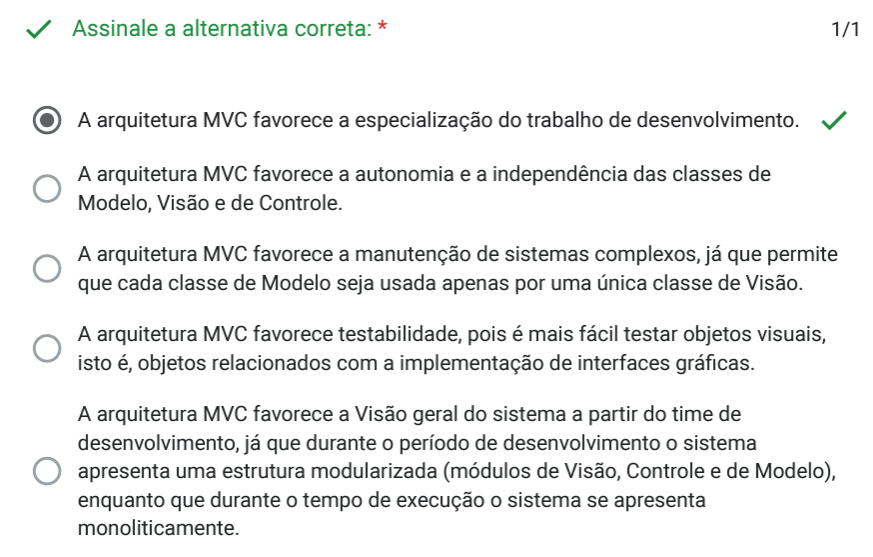 Assinale a alternativa correta: *
1/1
A arquitetura MVC favorece a especialização do trabalho de desenvolvimento.
A arquitetura MVC favorece a autonomia e a independência das classes de
Modelo, Visão e de Controle.
A arquitetura MVC favorece a manutenção de sistemas complexos, já que permite
que cada classe de Modelo seja usada apenas por uma única classe de Visão.
A arquitetura MVC favorece testabilidade, pois é mais fácil testar objetos visuais,
isto é, objetos relacionados com a implementação de interfaces gráficas.
A arquitetura MVC favorece a Visão geral do sistema a partir do time de
desenvolvimento, já que durante o período de desenvolvimento o sistema
apresenta uma estrutura modularizada (módulos de Visão, Controle e de Modelo),
enquanto que durante o tempo de execução o sistema se apresenta
monoliticamente.